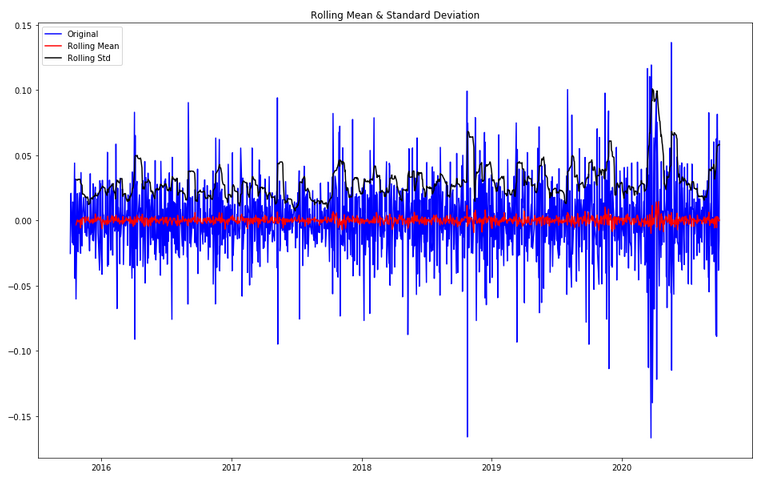 Rolling Mean & Standard Deviation
Original
Rolling Mean
Rolling Std
0.15
0.10
0.05
0.00
−0.05
−0.10
−0.15
2016 2017 2018 2019 2020